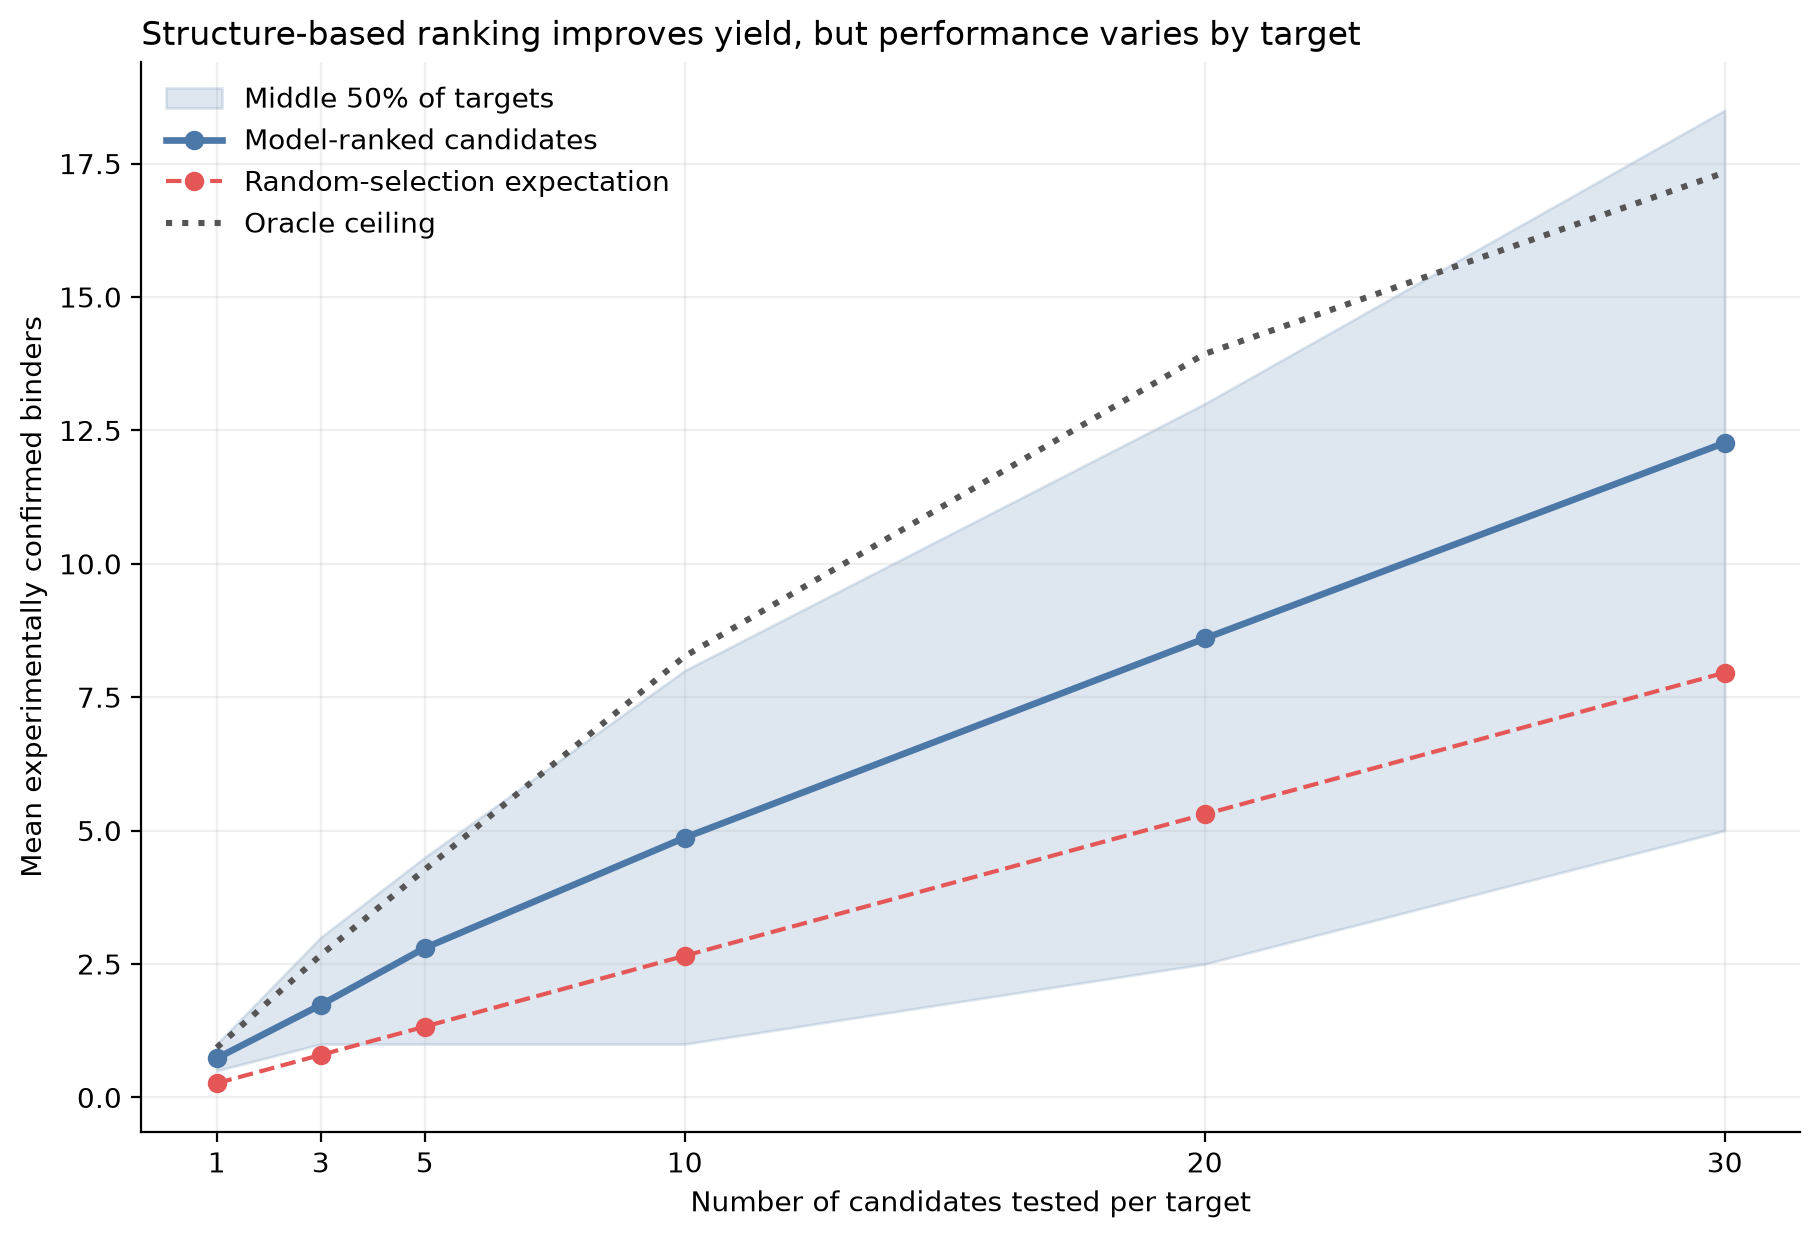 Structure-based ranking improves yield, but performance varies by target
Middle 50% of targets
Model-ranked candidates
Random-selection expectation
Oracle ceiling
Mean experimentally confirmed binders
17.5
15.0
12.5
10.0
7.5
5.0
2.5
0.0
1 3 5 10 20 30
Number of candidates tested per target